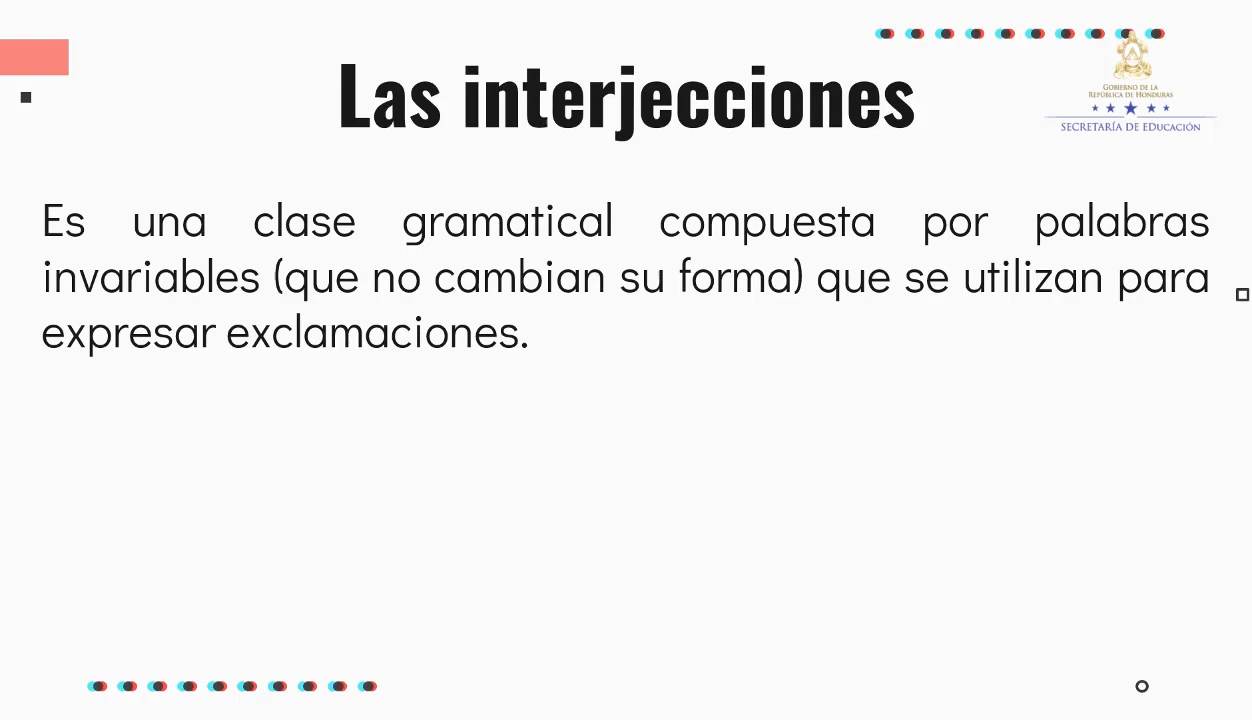 Las interjecciones
GOBIERNO DE LA
REPÚBLICA DE HONDURAS
SECRETARÍA DE EDUCACIÓN
Es una clase gramatical compuesta por palabras
invariables (que no cambian su forma) que se utilizan para
expresar exclamaciones.